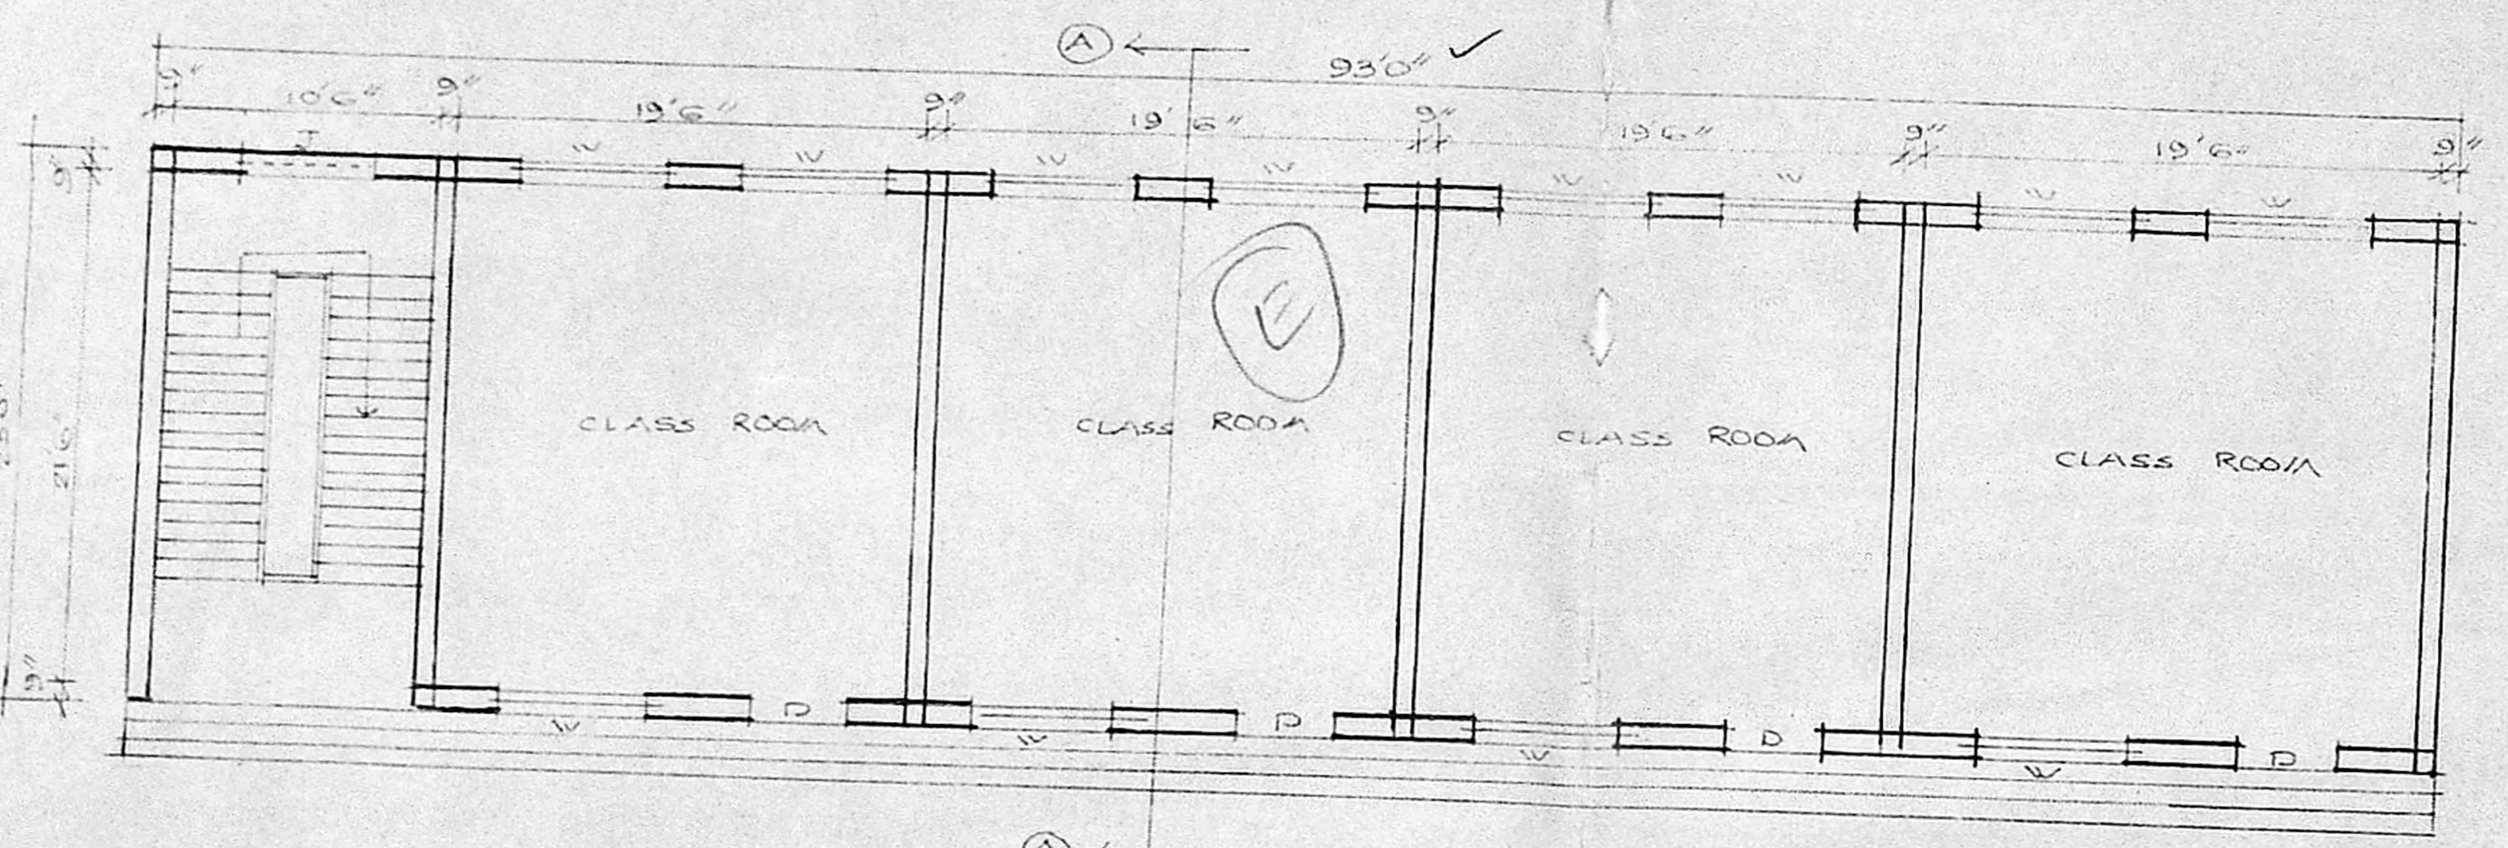 A
93'0"
9" 10'6" 9" 19'6" 9" 19'6" 9" 19'6" 9" 19'6" 9"
J
W W W W W W W W
9"
E
CLASS ROOM CLASS ROOM CLASS ROOM CLASS ROOM
21'6"
9"
W D W D W D W D
A